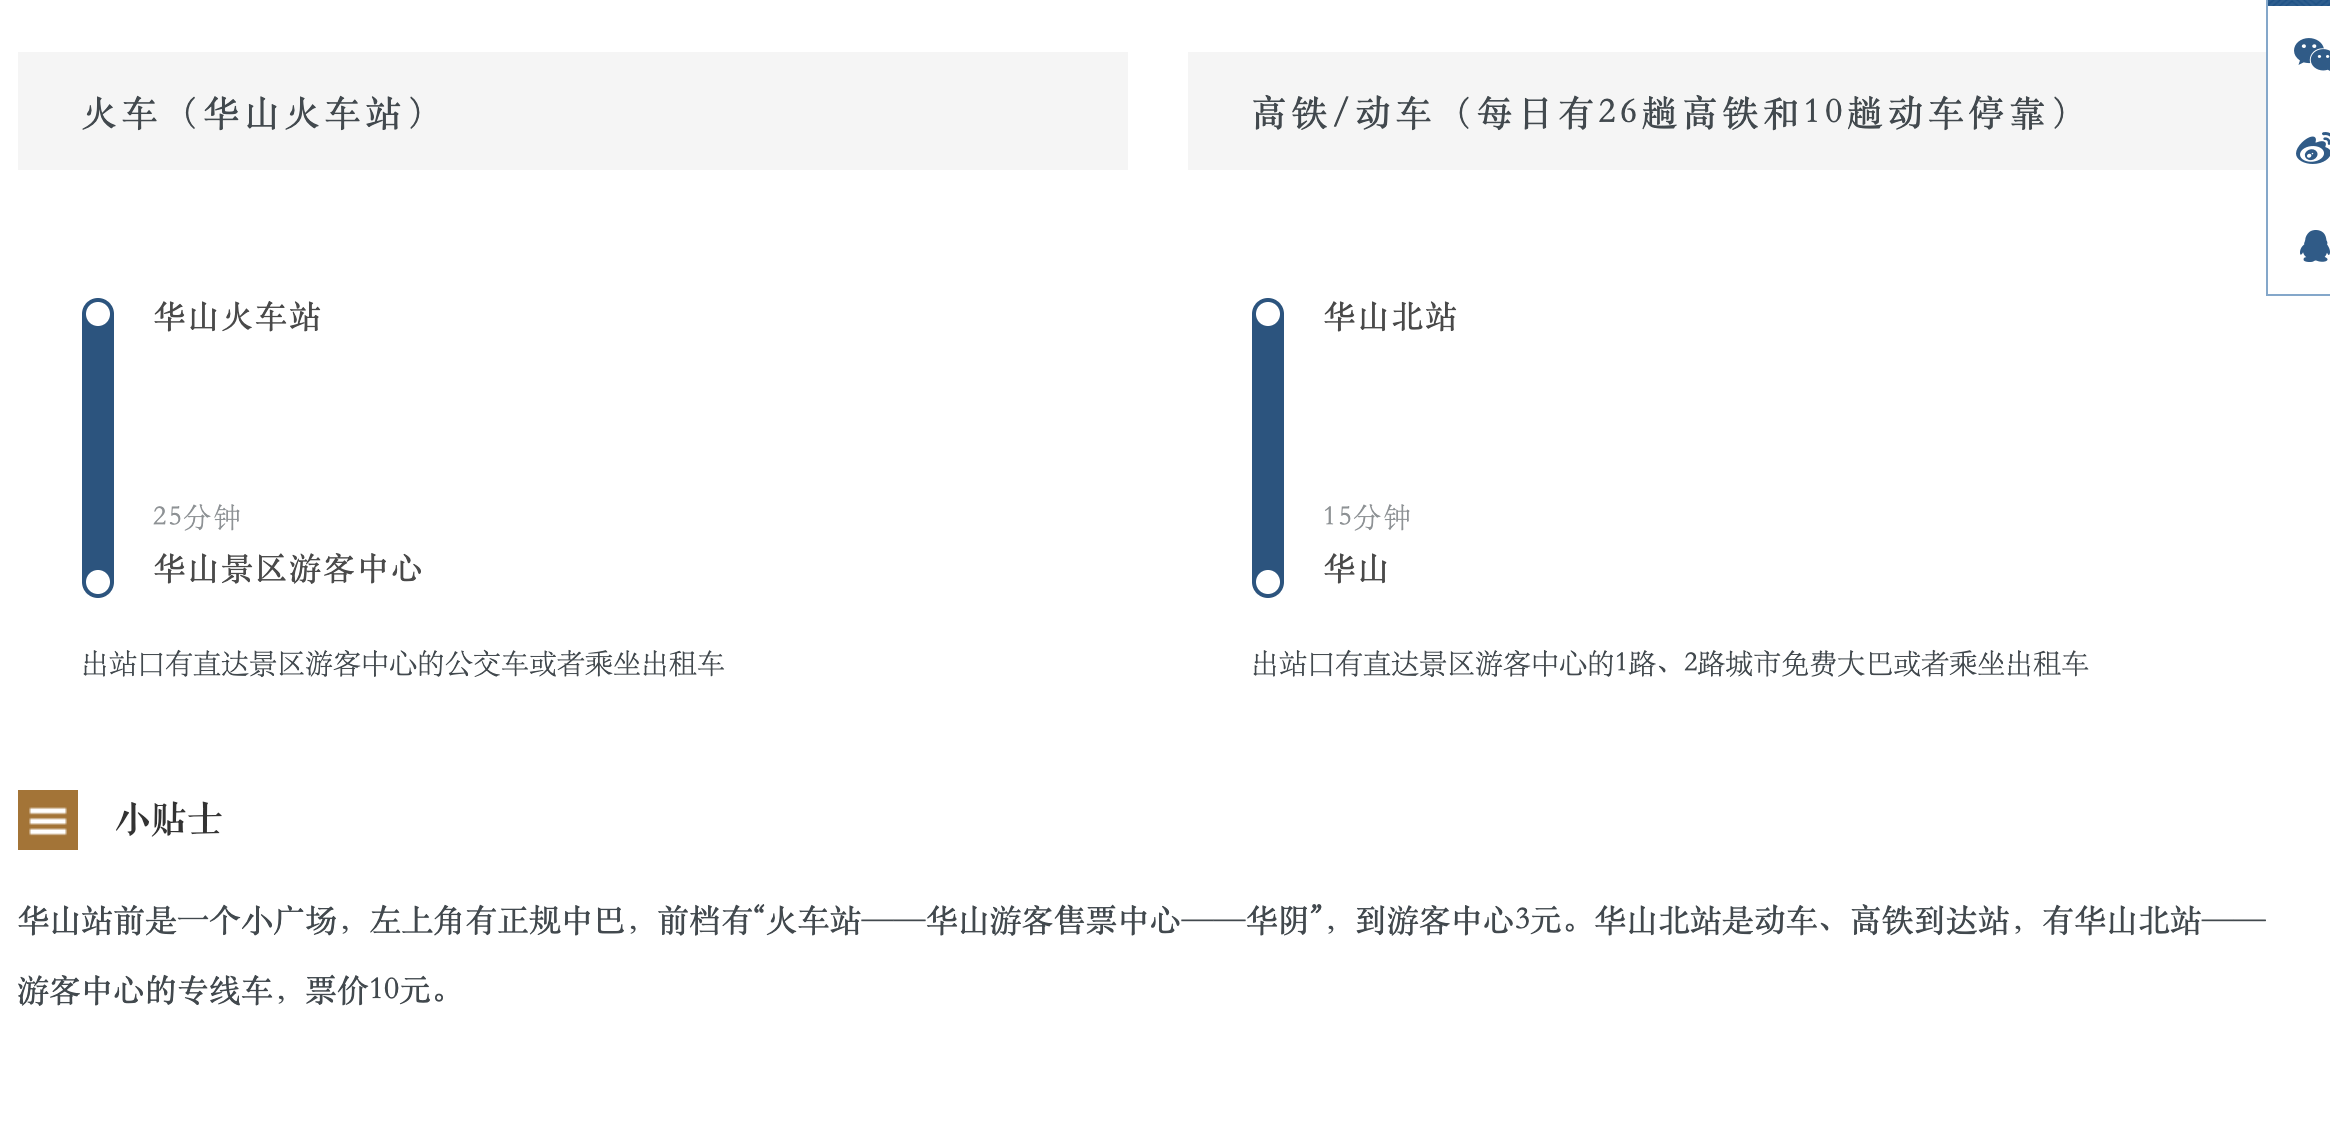 火车（华山火车站）
高铁/动车（每日有26趟高铁和10趟动车停靠）
华山火车站
25分钟
华山景区游客中心
出站口有直达景区游客中心的公交车或者乘坐出租车
华山北站
15分钟
华山
出站口有直达景区游客中心的1路、2路城市免费大巴或者乘坐出租车
小贴士
华山站前是一个小广场，左上角有正规中巴，前档有“火车站——华山游客售票中心——华阴”，到游客中心3元。华山北站是动车、高铁到达站，有华山北站——
游客中心的专线车，票价10元。